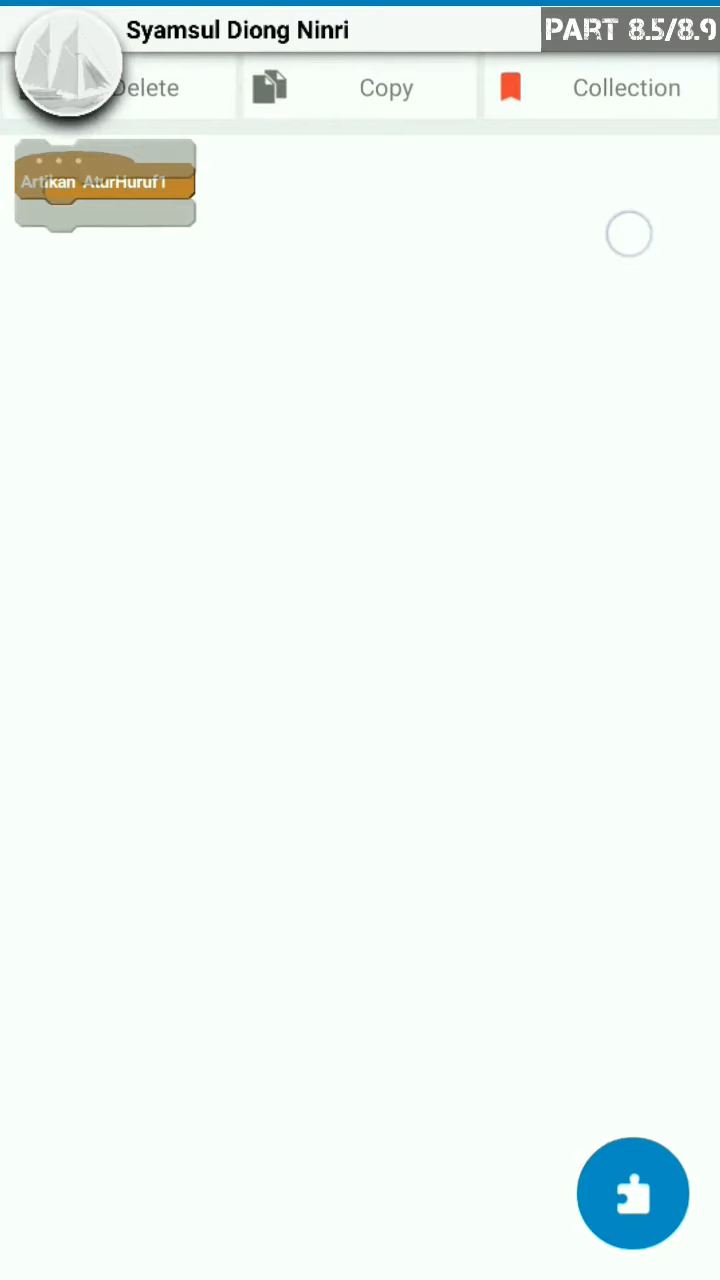 Syamsul Diong Ninri
PART 8.5/8.9
Delete
Copy
Collection
Artikan AturHuruf1